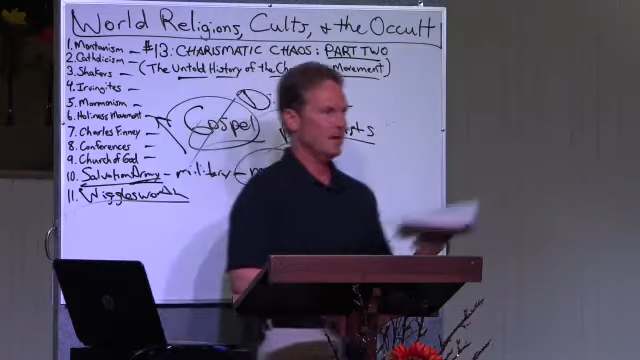 World Religions, Cults, & the Occult
#13: CHARISMATIC CHAOS: PART TWO
(The Untold History of the Movement)
1. Montanism
2. Catholicism
3. Shakers
4. Irvingites
5. Mormonism
6. Holiness Movement
7. Charles Finney
8. Conferences
9. Church of God
10. Salvation Army - military -
11. Wigglesworth
Gospel
hp